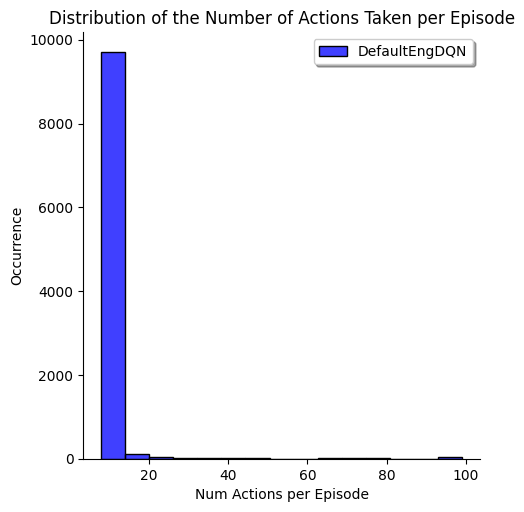 Distribution of the Number of Actions Taken per Episode
DefaultEngDQN
10000
8000
6000
4000
2000
0
Occurrence
20
40
60
80
100
Num Actions per Episode